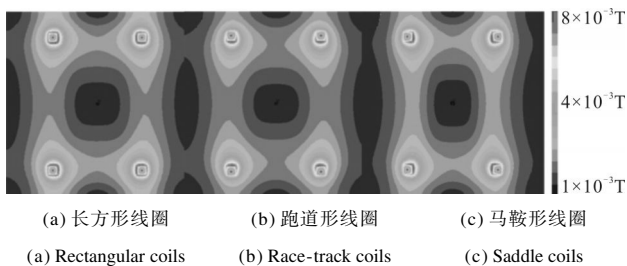 8×10⁻³T
4×10⁻³T
1×10⁻³T
(a) 长方形线圈 (b) 跑道形线圈 (c) 马鞍形线圈
(a) Rectangular coils (b) Race-track coils (c) Saddle coils